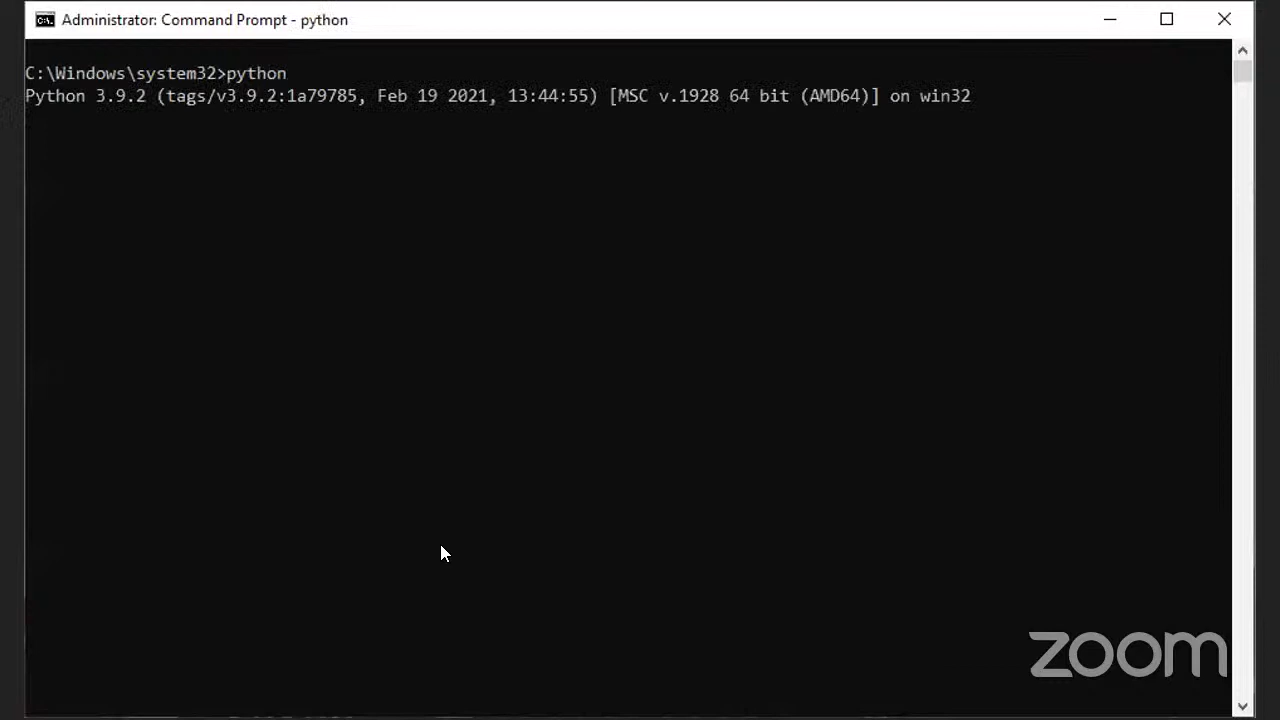 Administrator: Command Prompt - python
C:\Windows\system32>python
Python 3.9.2 (tags/v3.9.2:1a79785, Feb 19 2021, 13:44:55) [MSC v.1928 64 bit (AMD64)] on win32
zoom